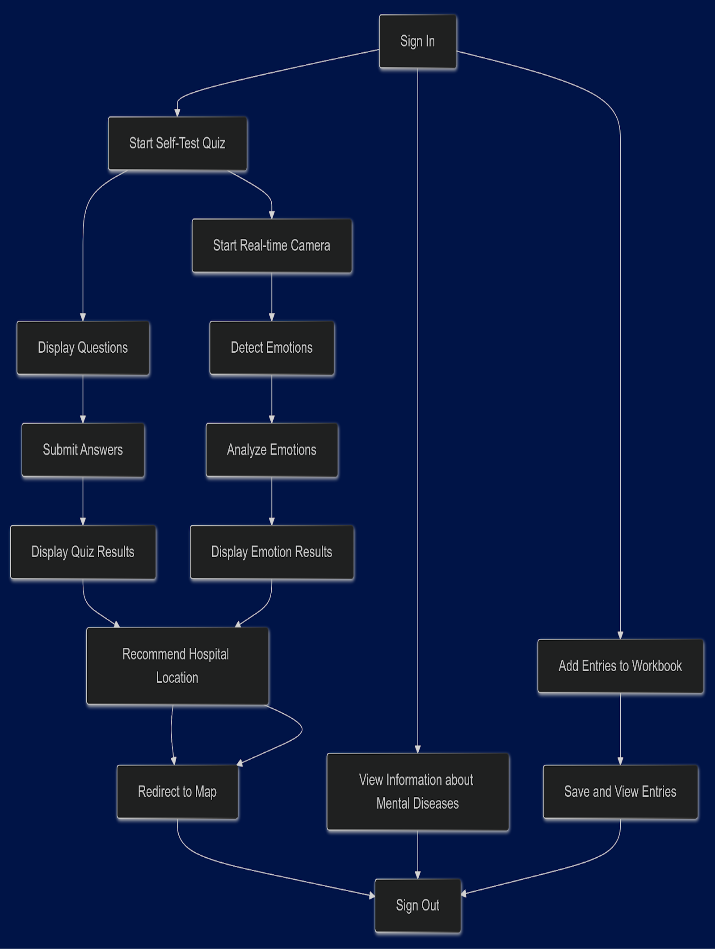 Sign In
Start Self-Test Quiz
Start Real-time Camera
Display Questions
Detect Emotions
Submit Answers
Analyze Emotions
Display Quiz Results
Display Emotion Results
Recommend Hospital
Location
Add Entries to Workbook
Redirect to Map
View Information about
Mental Diseases
Save and View Entries
Sign Out